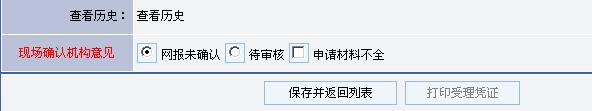 查看历史： 查看历史
现场确认机构意见 网报未确认 待审核 申请材料不全
保存并返回列表 打印受理凭证